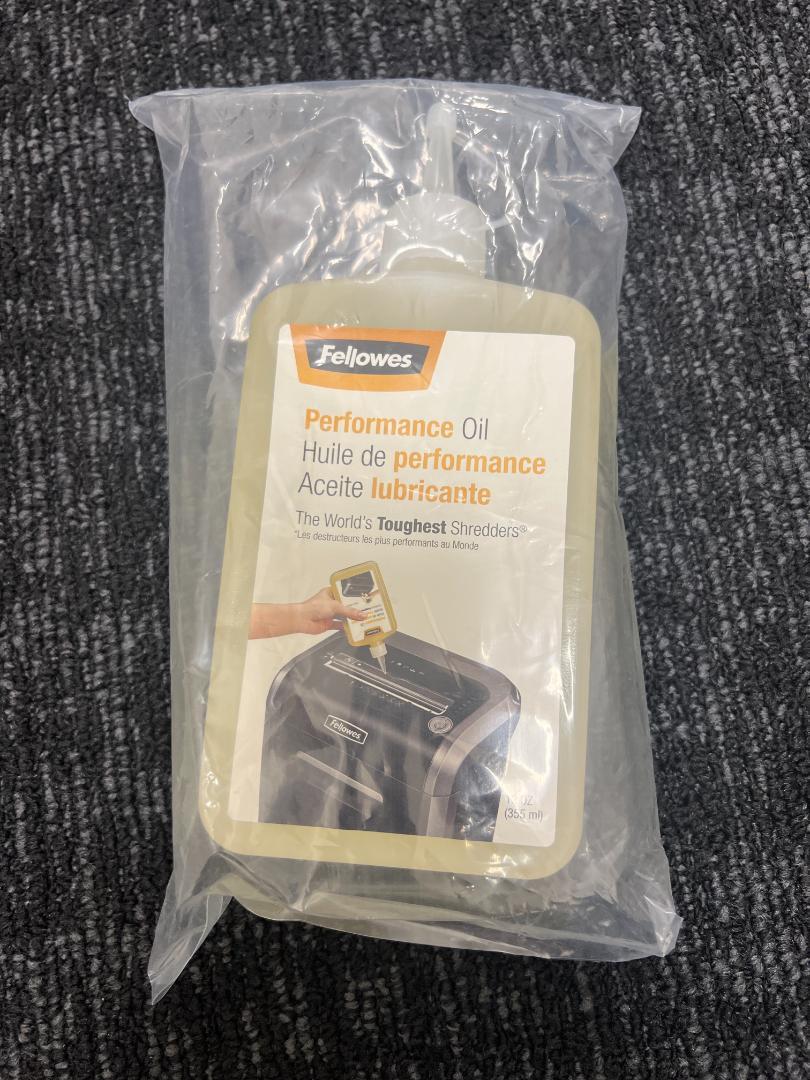 Fellowes
Performance Oil
Huile de performance
Aceite lubricante
The World's Toughest Shredders®
*Les destructeurs les plus performants au Monde
Fellowes
OZ
(355 ml)